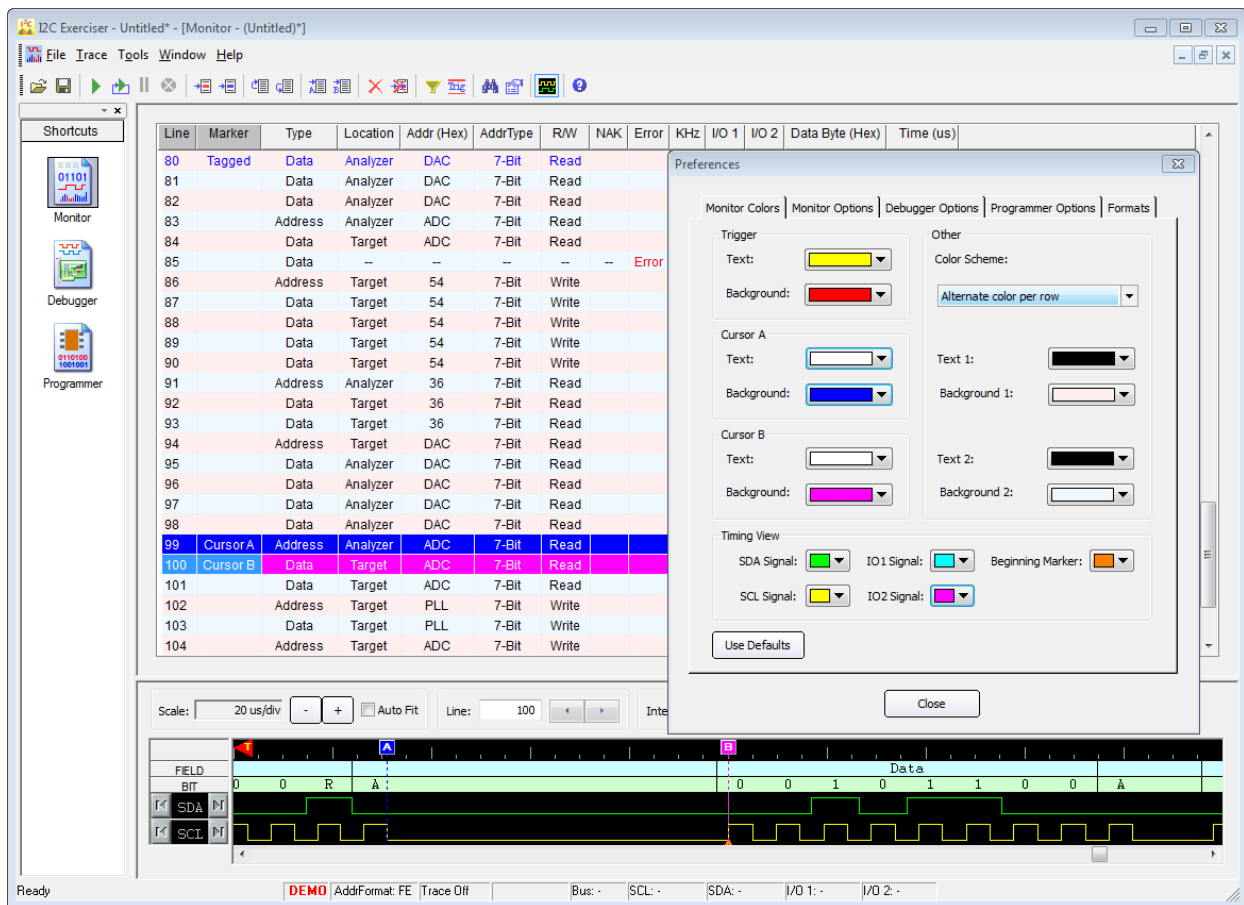 I2C Exerciser - Untitled* - [Monitor - (Untitled)*]
File Trace Tools Window Help
Shortcuts
Monitor
Debugger
Programmer
Line Marker Type Location Addr (Hex) AddrType R/W NAK Error KHz I/O 1 I/O 2 Data Byte (Hex) Time (us)
80 Tagged Data Analyzer DAC 7-Bit Read
81 Data Analyzer DAC 7-Bit Read
82 Data Analyzer DAC 7-Bit Read
83 Address Analyzer ADC 7-Bit Read
84 Data Target ADC 7-Bit Read
85 Data -- -- -- -- -- Error
86 Address Target 54 7-Bit Write
87 Data Target 54 7-Bit Write
88 Data Target 54 7-Bit Write
89 Data Target 54 7-Bit Write
90 Data Target 54 7-Bit Write
91 Address Analyzer 36 7-Bit Read
92 Data Target 36 7-Bit Read
93 Data Target 36 7-Bit Read
94 Address Target DAC 7-Bit Read
95 Data Analyzer DAC 7-Bit Read
96 Data Analyzer DAC 7-Bit Read
97 Data Analyzer DAC 7-Bit Read
98 Data Analyzer DAC 7-Bit Read
99 Cursor A Address Analyzer ADC 7-Bit Read
100 Cursor B Data Target ADC 7-Bit Read
101 Data Target ADC 7-Bit Read
102 Address Target PLL 7-Bit Write
103 Data Target PLL 7-Bit Write
104 Address Target ADC 7-Bit Write
Preferences
Monitor Colors Monitor Options Debugger Options Programmer Options Formats
Trigger
Text:
Background:
Other
Color Scheme:
Alternate color per row
Cursor A
Text:
Background:
Text 1:
Background 1:
Cursor B
Text:
Background:
Text 2:
Background 2:
Timing View
SDA Signal: IO1 Signal: Beginning Marker:
SCL Signal: IO2 Signal:
Use Defaults
Close
Scale: 20 us/div - + Auto Fit Line: 100 Inte
T A B
FIELD Data
BIT 0 0 R A 0 0 1 0 1 1 0 0 A
SDA
SCL
Ready DEMO AddrFormat: FE Trace Off Bus: - SCL: - SDA: - I/O 1: - I/O 2: -